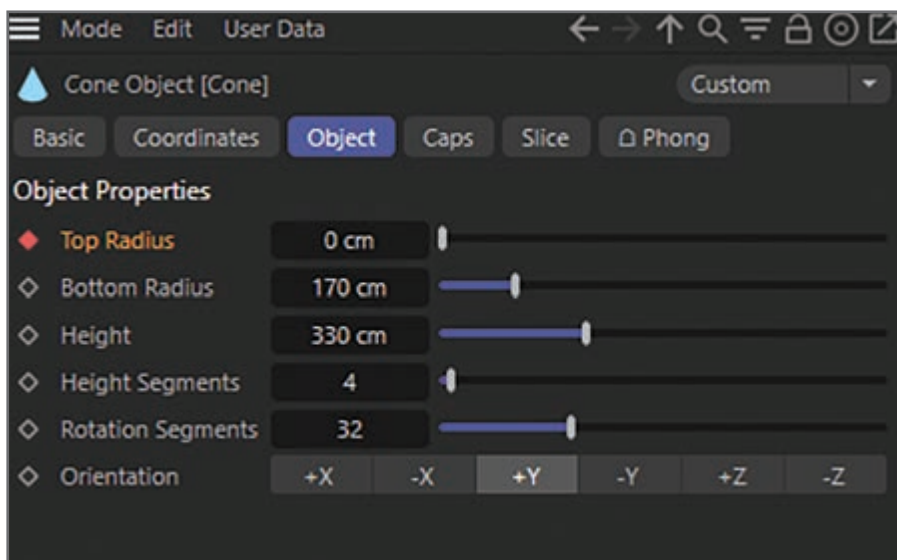 Mode Edit User Data
Cone Object [Cone]
Custom
Basic Coordinates Object Caps Slice Phong
Object Properties
Top Radius 0 cm
Bottom Radius 170 cm
Height 330 cm
Height Segments 4
Rotation Segments 32
Orientation +X -X +Y -Y +Z -Z